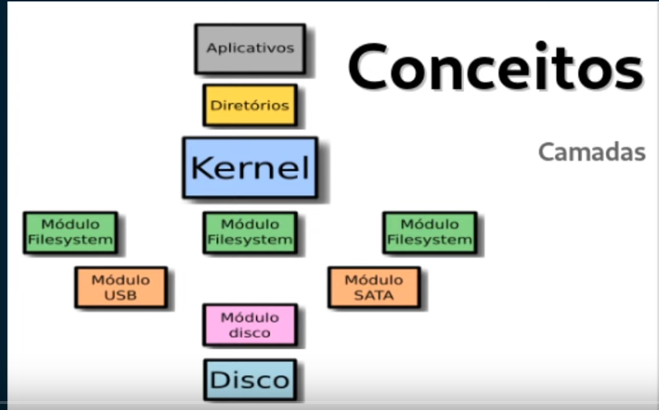 Aplicativos
Conceitos
Diretórios
Camadas
Kernel
Módulo
Filesystem
Módulo
Filesystem
Módulo
Filesystem
Módulo
USB
Módulo
SATA
Módulo
disco
Disco